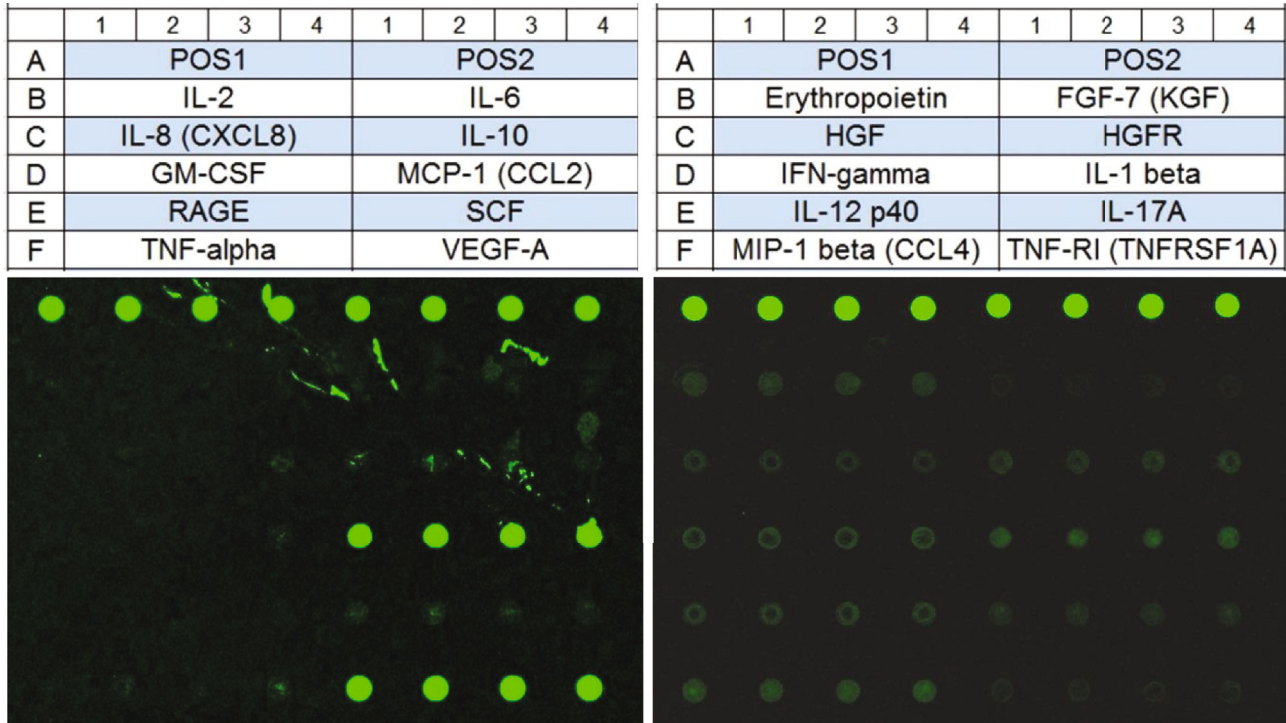 1 2 3 4 1 2 3 4
A POS1 POS2
B IL-2 IL-6
C IL-8 (CXCL8) IL-10
D GM-CSF MCP-1 (CCL2)
E RAGE SCF
F TNF-alpha VEGF-A
1 2 3 4 1 2 3 4
A POS1 POS2
B Erythropoietin FGF-7 (KGF)
C HGF HGFR
D IFN-gamma IL-1 beta
E IL-12 p40 IL-17A
F MIP-1 beta (CCL4) TNF-RI (TNFRSF1A)